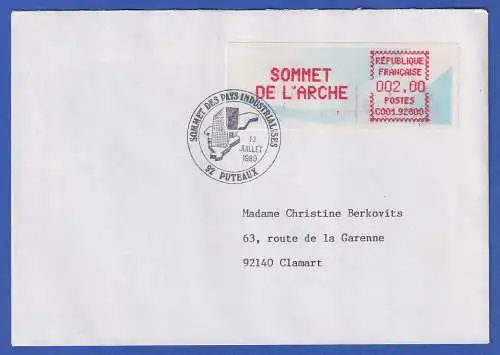 SOMMET
DE L'ARCHE
RÉPUBLIQUE
FRANÇAISE
002,00
POSTES
C001.92800
SOMMET DES PAYS INDUSTRIALISES
13
JUILLET
1989
92 PUTEAUX
Madame Christine Berkovits
63, route de la Garenne
92140 Clamart